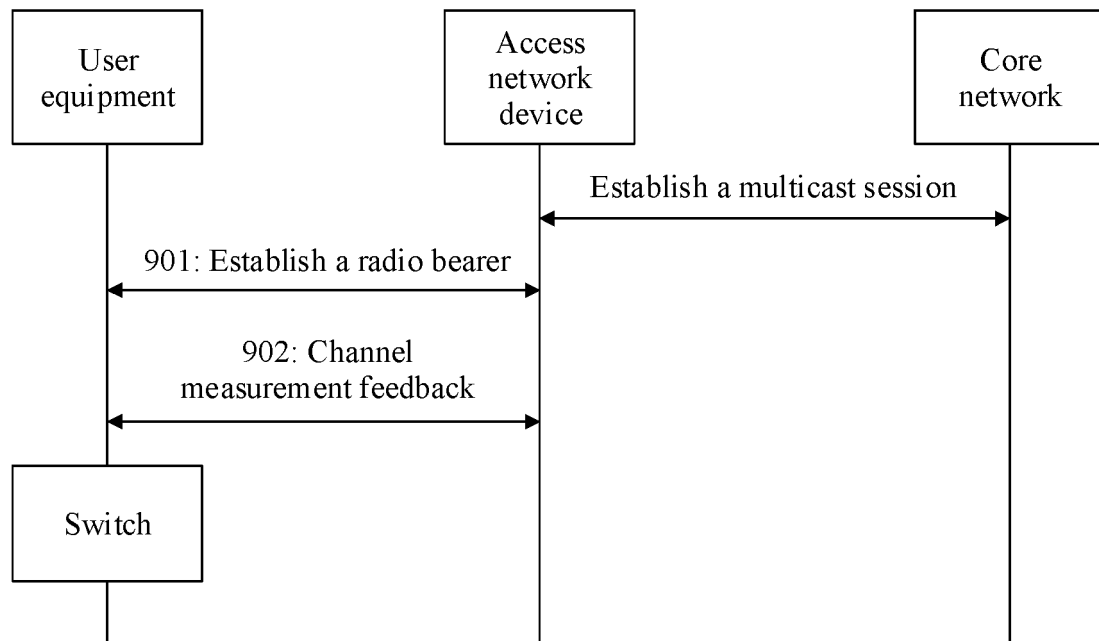 User
equipment
Access
network
device
Core
network
Establish a multicast session
901: Establish a radio bearer
902: Channel
measurement feedback
Switch